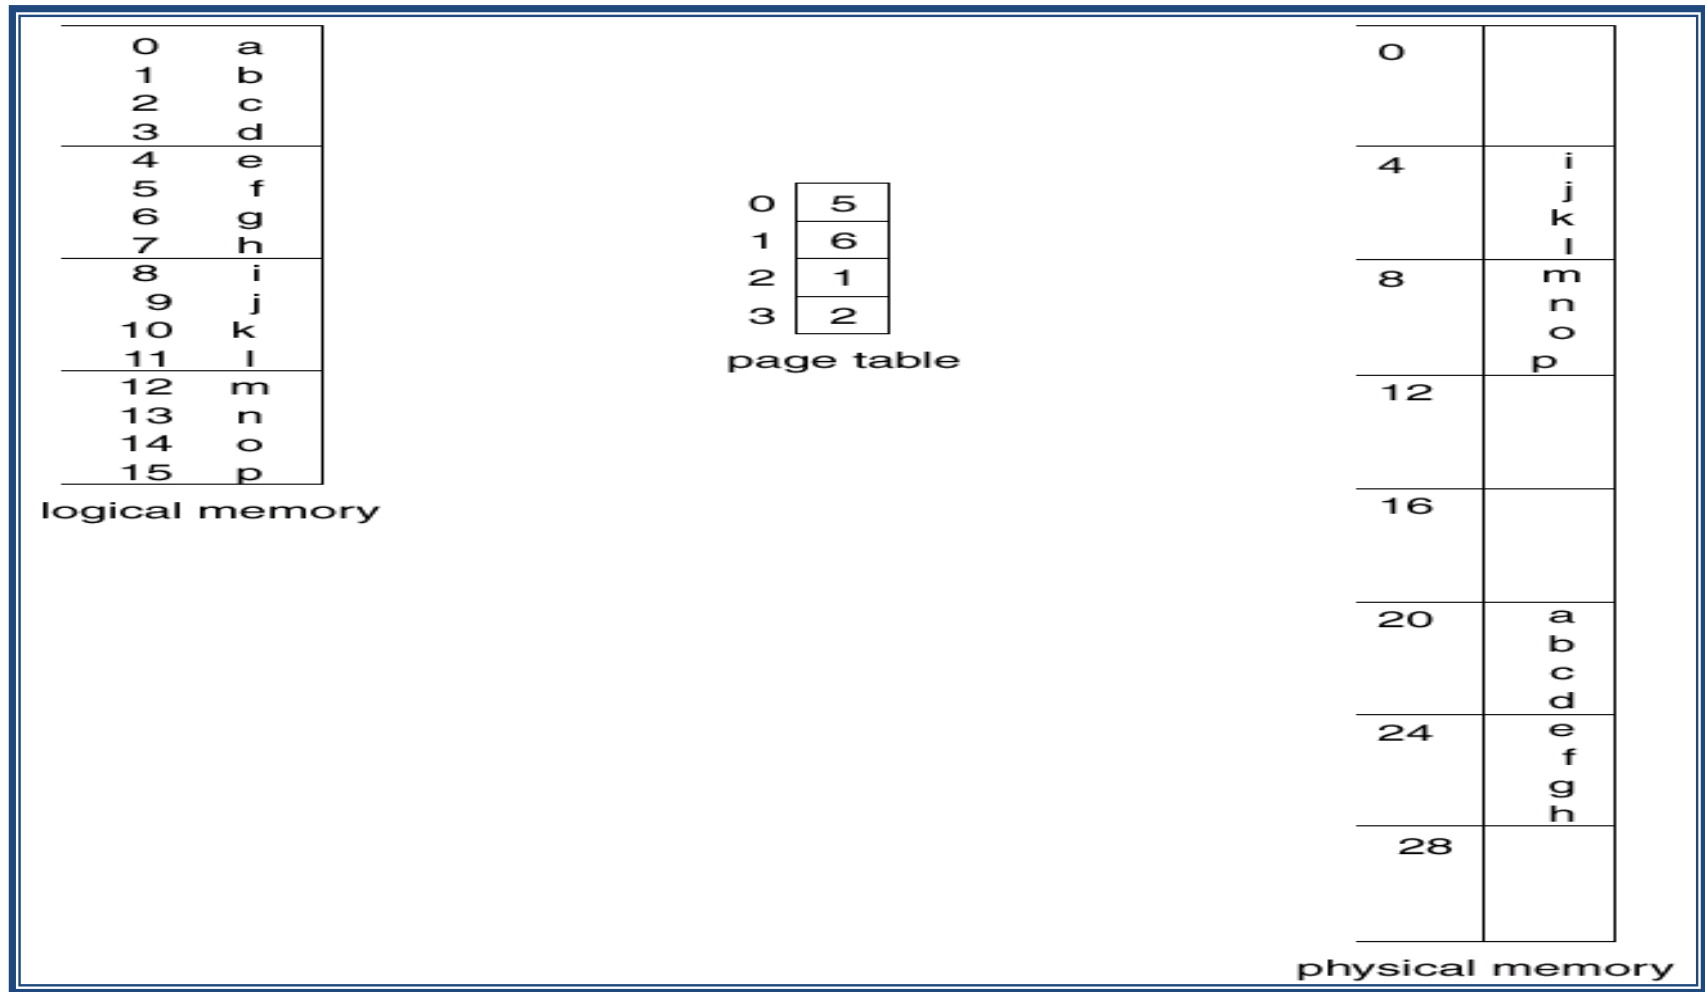 0 a
1 b
2 c
3 d
4 e
5 f
6 g
7 h
8 i
9 j
10 k
11 l
12 m
13 n
14 o
15 p
logical memory
0 5
1 6
2 1
3 2
page table
0
4 i
j
k
l
8 m
n
o
p
12
16
20 a
b
c
d
24 e
f
g
h
28
physical memory